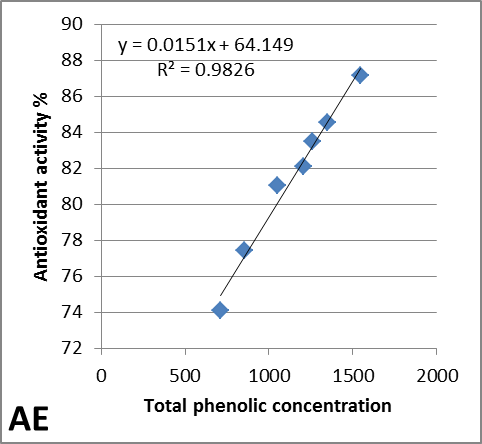 90
y = 0.0151x + 64.149
88
R² = 0.9826
86
84
82
80
78
76
74
72
Antioxidant activity %
0 500 1000 1500 2000
Total phenolic concentration
AE